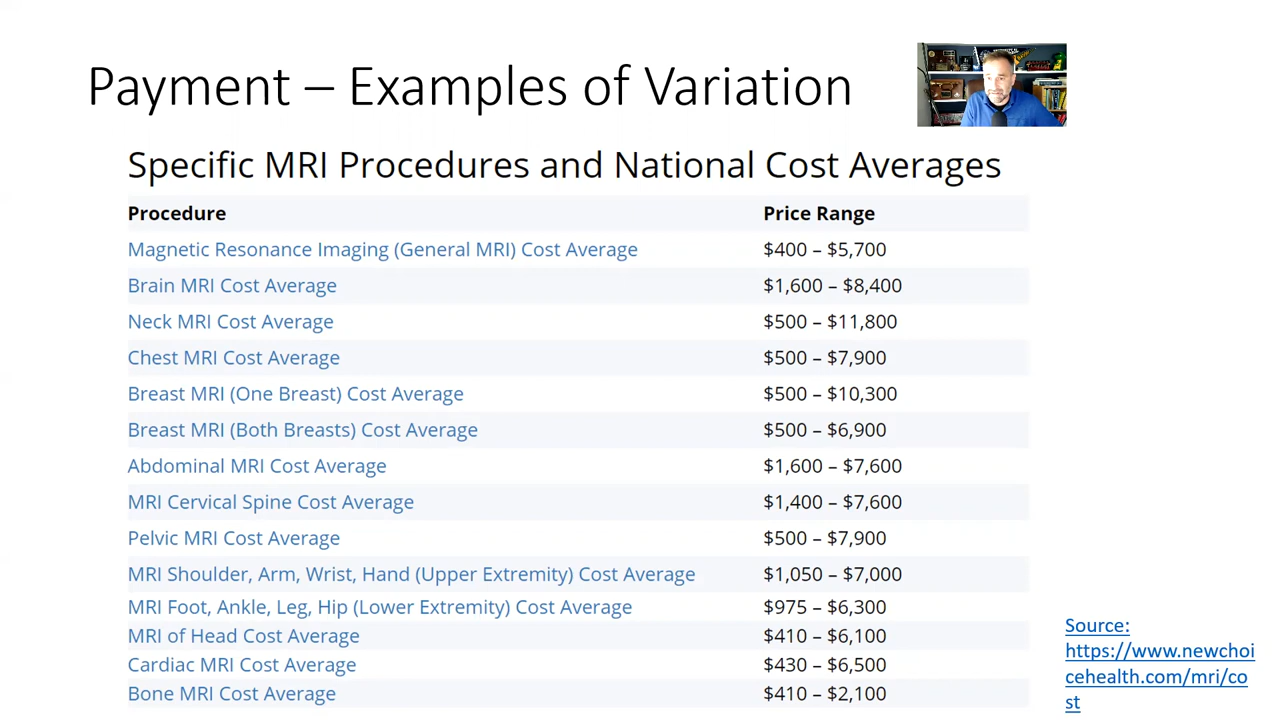 Payment – Examples of Variation
Specific MRI Procedures and National Cost Averages
Procedure Price Range
Magnetic Resonance Imaging (General MRI) Cost Average $400 – $5,700
Brain MRI Cost Average $1,600 – $8,400
Neck MRI Cost Average $500 – $11,800
Chest MRI Cost Average $500 – $7,900
Breast MRI (One Breast) Cost Average $500 – $10,300
Breast MRI (Both Breasts) Cost Average $500 – $6,900
Abdominal MRI Cost Average $1,600 – $7,600
MRI Cervical Spine Cost Average $1,400 – $7,600
Pelvic MRI Cost Average $500 – $7,900
MRI Shoulder, Arm, Wrist, Hand (Upper Extremity) Cost Average $1,050 – $7,000
MRI Foot, Ankle, Leg, Hip (Lower Extremity) Cost Average $975 – $6,300
MRI of Head Cost Average $410 – $6,100
Cardiac MRI Cost Average $430 – $6,500
Bone MRI Cost Average $410 – $2,100
Source:
https://www.newchoi
cehealth.com/mri/co
st